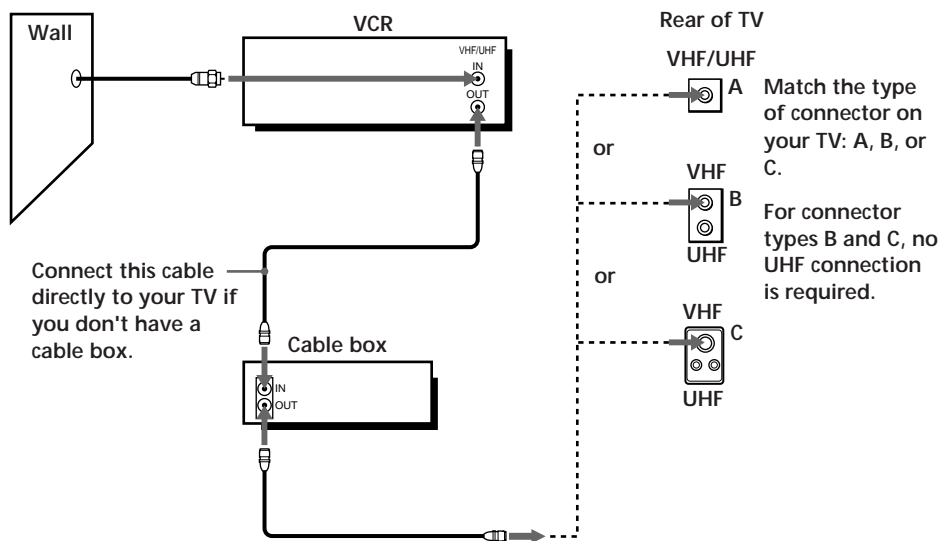 Wall
VCR
VHF/UHF
IN
OUT
Rear of TV
VHF/UHF
A
Match the type
of connector on
your TV: A, B, or
C.
or
VHF
B
UHF
For connector
types B and C, no
UHF connection
is required.
or
VHF
C
UHF
Connect this cable
directly to your TV if
you don't have a
cable box.
Cable box
IN
OUT